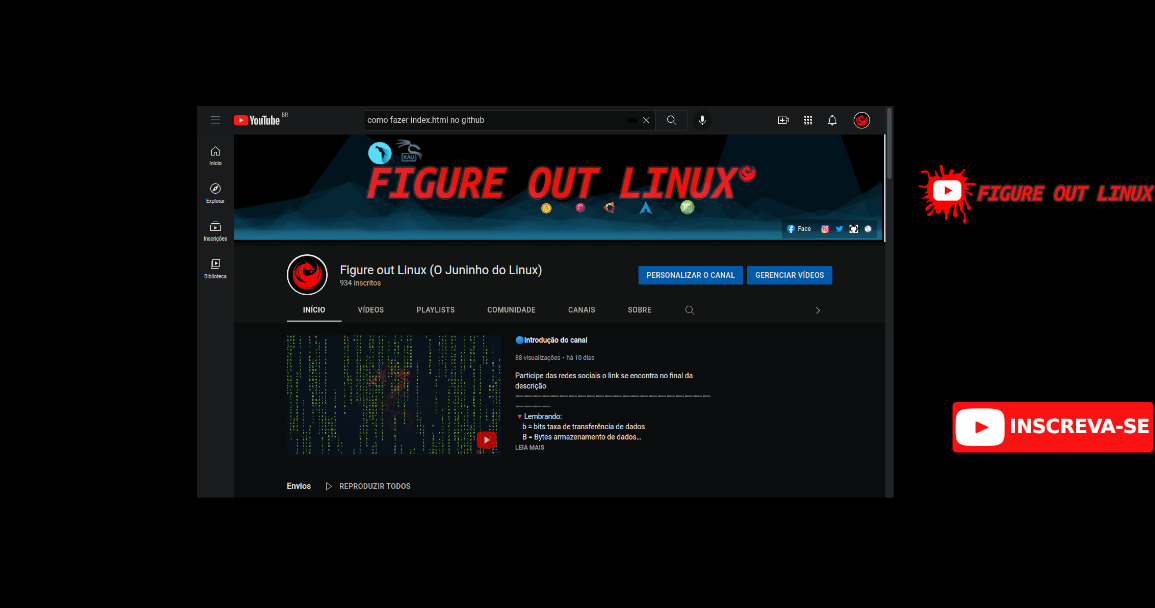 YouTube BR
como fazer index.html no github
Início
Explorar
Inscrições
Biblioteca
KALI
FIGURE OUT LINUX
Face
Figure out Linux (O Juninho do Linux)
934 inscritos
PERSONALIZAR O CANAL
GERENCIAR VÍDEOS
INÍCIO VÍDEOS PLAYLISTS COMUNIDADE CANAIS SOBRE
Introdução do canal
88 visualizações • há 10 dias
Participe das redes sociais o link se encontra no final da
descrição
Lembrando:
b = bits taxa de transferência de dados
B = Bytes armazenamento de dados...
LEIA MAIS
Envios
REPRODUZIR TODOS
FIGURE OUT LINUX
INSCREVA-SE